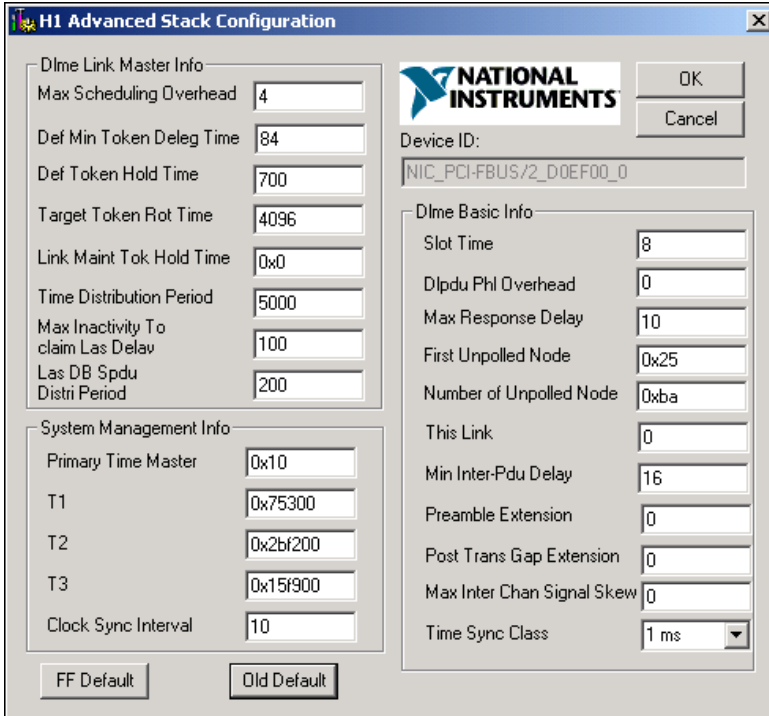 H1 Advanced Stack Configuration
Dlme Link Master Info
Max Scheduling Overhead 4
Def Min Token Deleg Time 84
Def Token Hold Time 700
Target Token Rot Time 4096
Link Maint Tok Hold Time 0x0
Time Distribution Period 5000
Max Inactivity To
claim Las Delay 100
Las DB Spdu
Distri Period 200
System Management Info
Primary Time Master 0x10
T1 0x75300
T2 0x2bf200
T3 0x15f900
Clock Sync Interval 10
FF Default
Old Default
NATIONAL
INSTRUMENTS
OK
Cancel
Device ID:
NIC_PCI-FBUS/2_D0EF00_0
Dlme Basic Info
Slot Time 8
Dlpdu Phl Overhead 0
Max Response Delay 10
First Unpolled Node 0x25
Number of Unpolled Node 0xba
This Link 0
Min Inter-Pdu Delay 16
Preamble Extension 0
Post Trans Gap Extension 0
Max Inter Chan Signal Skew 0
Time Sync Class 1 ms